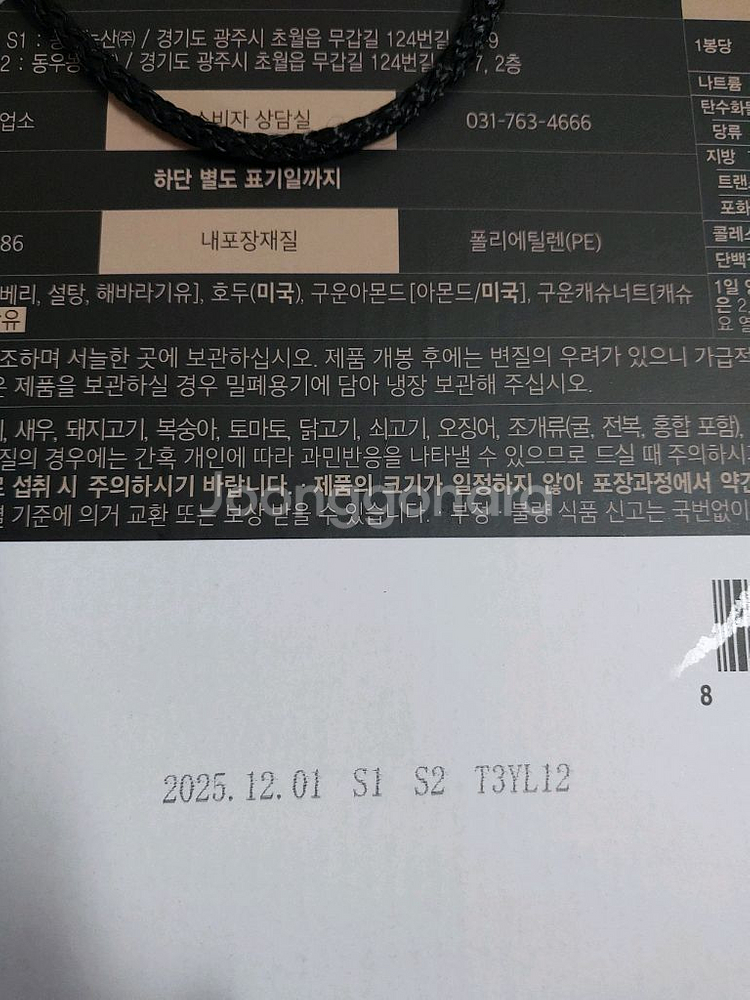 S1 : / 경기도 광주시 초월읍 무갑길 124번길 9
2 : 동우 / 경기도 광주시 초월읍 무갑길 124번길 7, 2층
업소 소비자 상담실 031-763-4666
하단 별도 표기일까지
86 내포장재질 폴리에틸렌(PE)
베리, 설탕, 해바라기유], 호두(미국), 구운아몬드[아몬드/미국], 구운캐슈너트[캐슈
유
조하며 서늘한 곳에 보관하십시오. 제품 개봉 후에는 변질의 우려가 있으니 가급적
은 제품을 보관하실 경우 밀폐용기에 담아 냉장 보관해 주십시오.
, 새우, 돼지고기, 복숭아, 토마토, 닭고기, 쇠고기, 오징어, 조개류(굴, 전복, 홍합 포함),
질의 경우에는 간혹 개인에 따라 과민반응을 나타낼 수 있으므로 드실 때 주의하시
로 섭취 시 주의하시기 바랍니다. · 제품의 크기가 일정하지 않아 포장과정에서 약간
기준에 의거 교환 또는 보상 받을 수 있습니다. · 부정 · 불량 식품 신고는 국번없이
Joonggonara
1봉당
나트륨
탄수화물
당류
지방
트랜
포화
콜레스
단백
1일 영
은 2,
요 열
8
2025.12.01 S1 S2 T3YL12